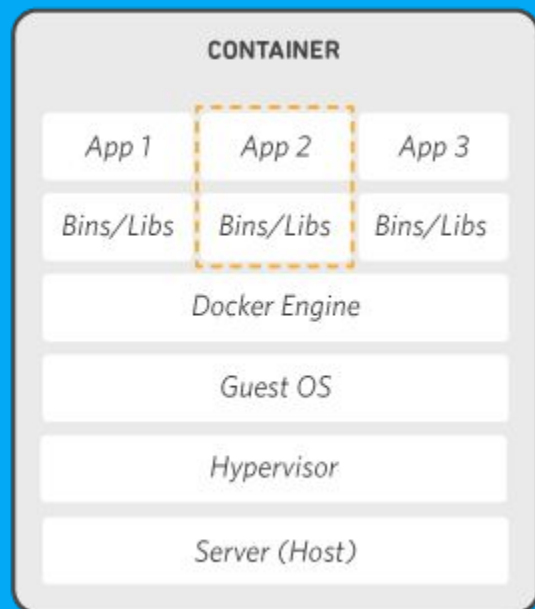 CONTAINER
App 1 App 2 App 3
Bins/Libs Bins/Libs Bins/Libs
Docker Engine
Guest OS
Hypervisor
Server (Host)